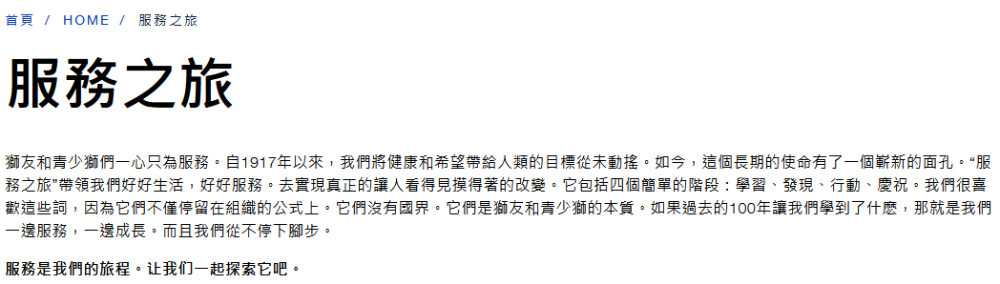 首頁 / HOME / 服務之旅
服務之旅
獅友和青少獅們一心只為服務。自1917年以來，我們將健康和希望帶給人類的目標從未動搖。如今，這個長期的使命有了一個嶄新的面孔。“服
務之旅”帶領我們好好生活，好好服務。去實現真正的讓人看得見摸得著的改變。它包括四個簡單的階段：學習、發現、行動、慶祝。我們很喜
歡這些詞，因為它們不僅停留在組織的公式上。它們沒有國界。它們是獅友和青少獅的本質。如果過去的100年讓我們學到了什麼，那就是我們
一邊服務，一邊成長。而且我們從不停下腳步。
服務是我們的旅程。让我们一起探索它吧。